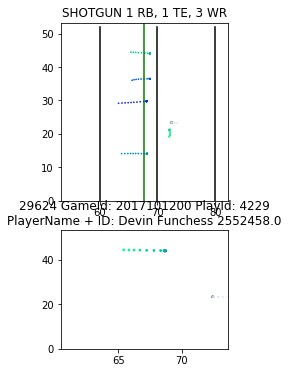 SHOTGUN 1 RB, 1 TE, 3 WR
50
40
30
20
10
0
60 70 80
29624 GameId: 2017101200 PlayId: 4229
PlayerName + ID: Devin Funchess 2552458.0
40
20
0
65 70